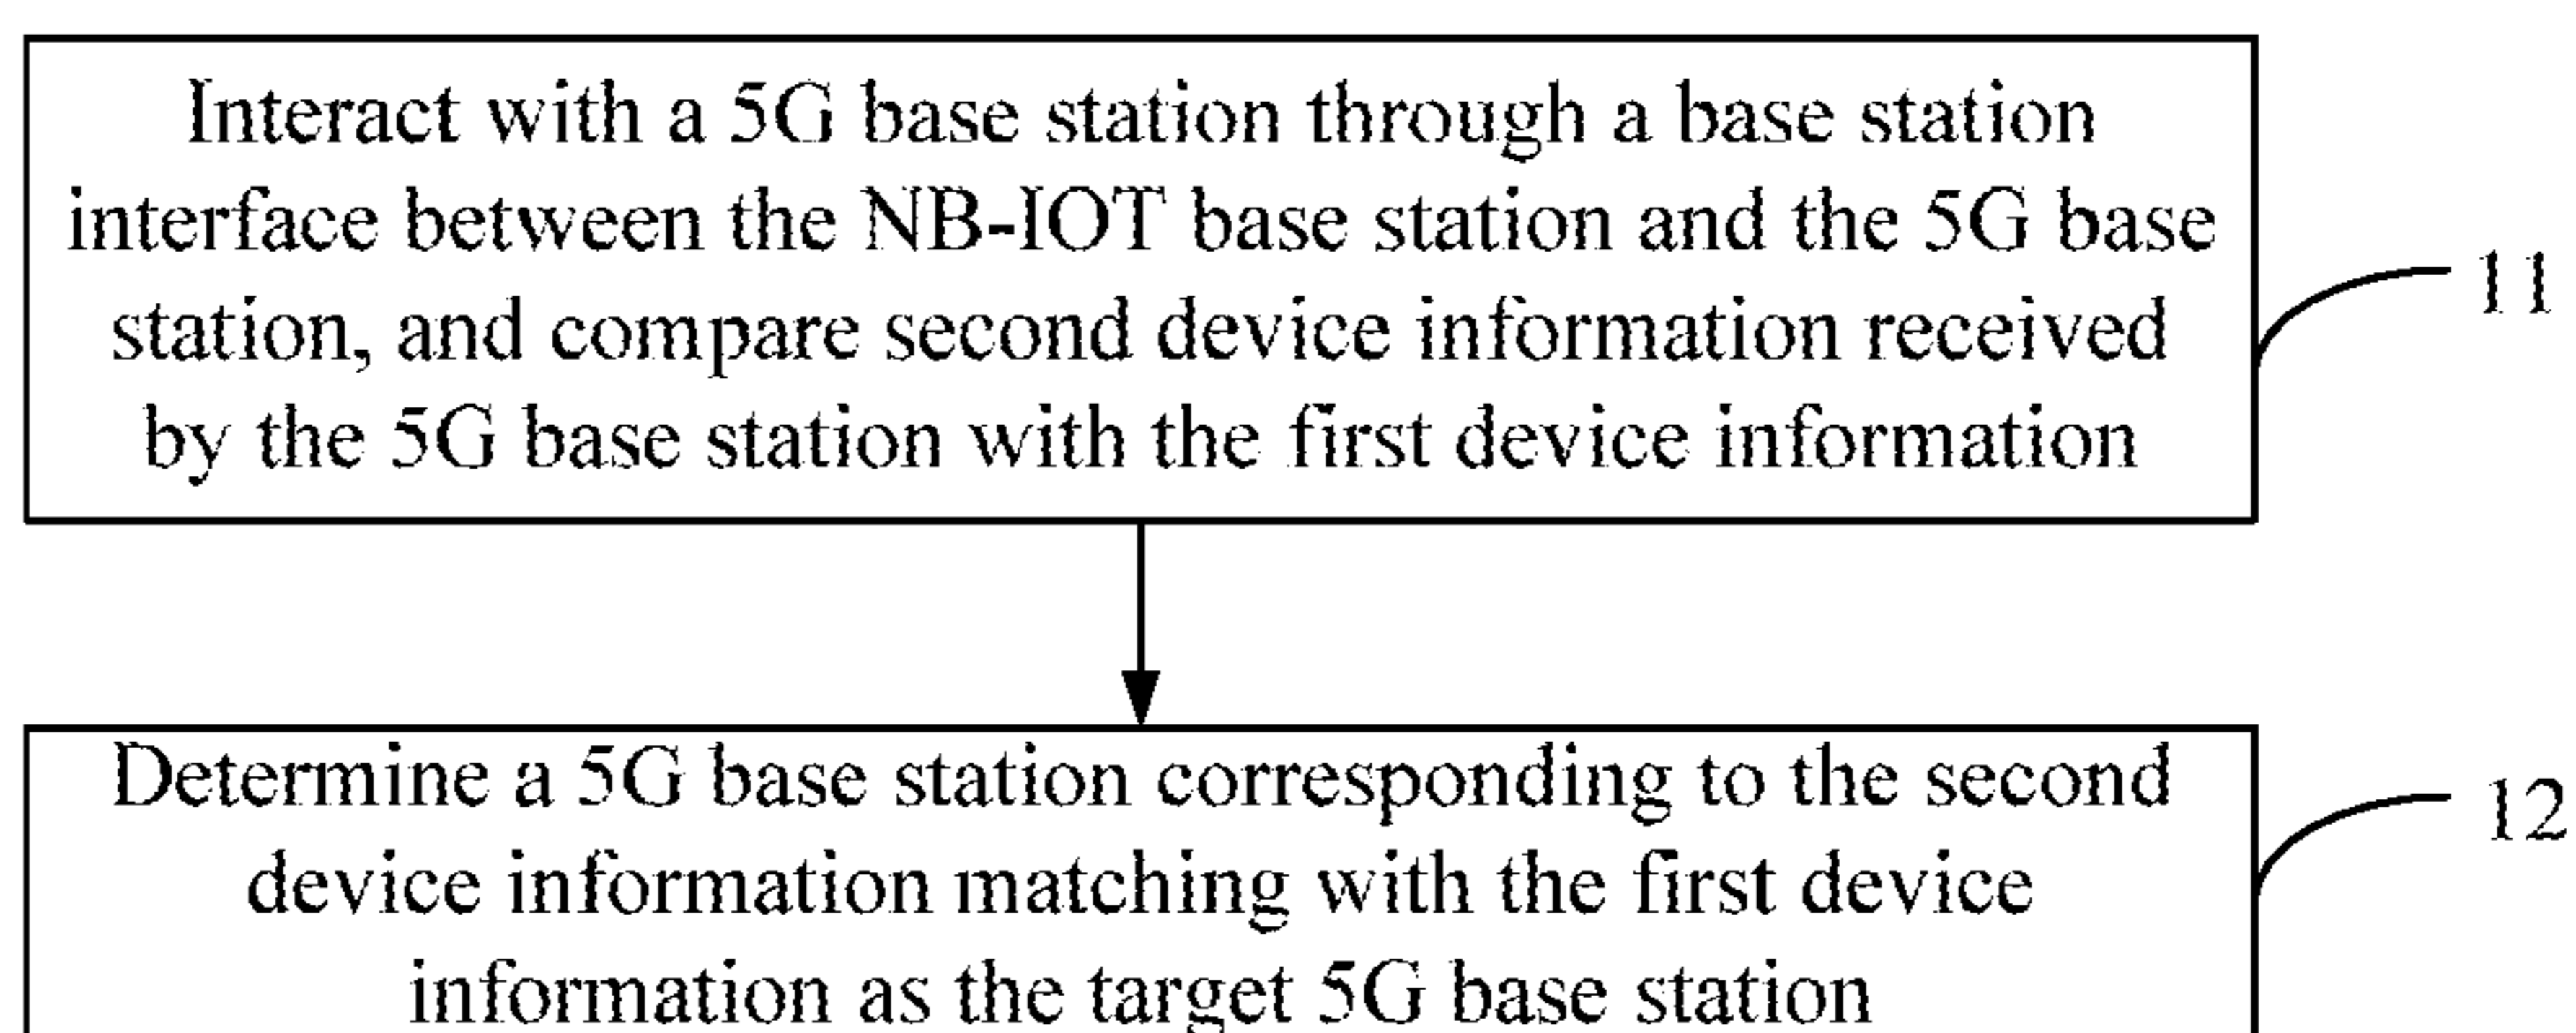 Interact with a 5G base station through a base station
interface between the NB-IOT base station and the 5G base
station, and compare second device information received
by the 5G base station with the first device information
11
Determine a 5G base station corresponding to the second
device information matching with the first device
information as the target 5G base station
12